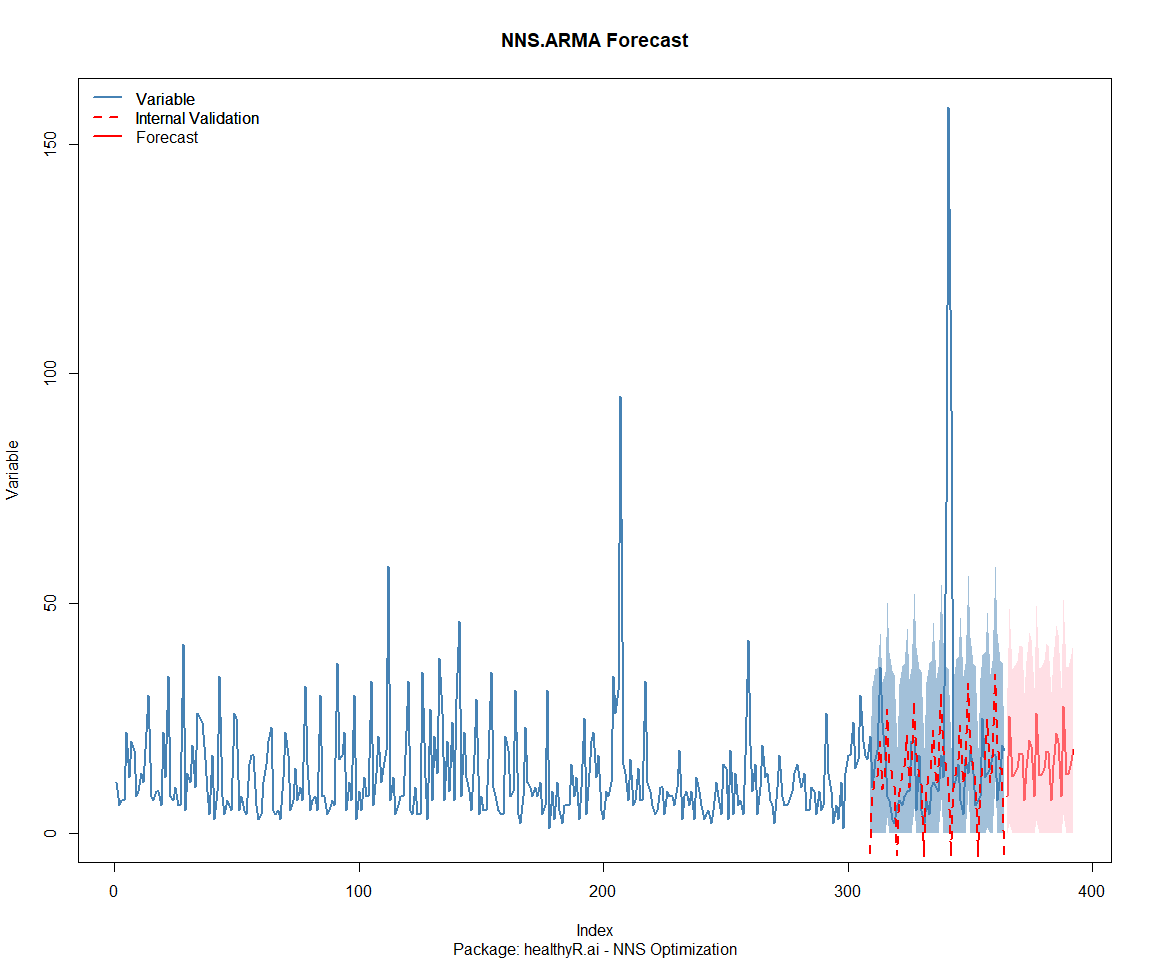 NNS.ARMA Forecast
Variable
Internal Validation
Forecast
150
100
50
0
Variable
0
100
200
300
400
Index
Package: healthyR.ai - NNS Optimization